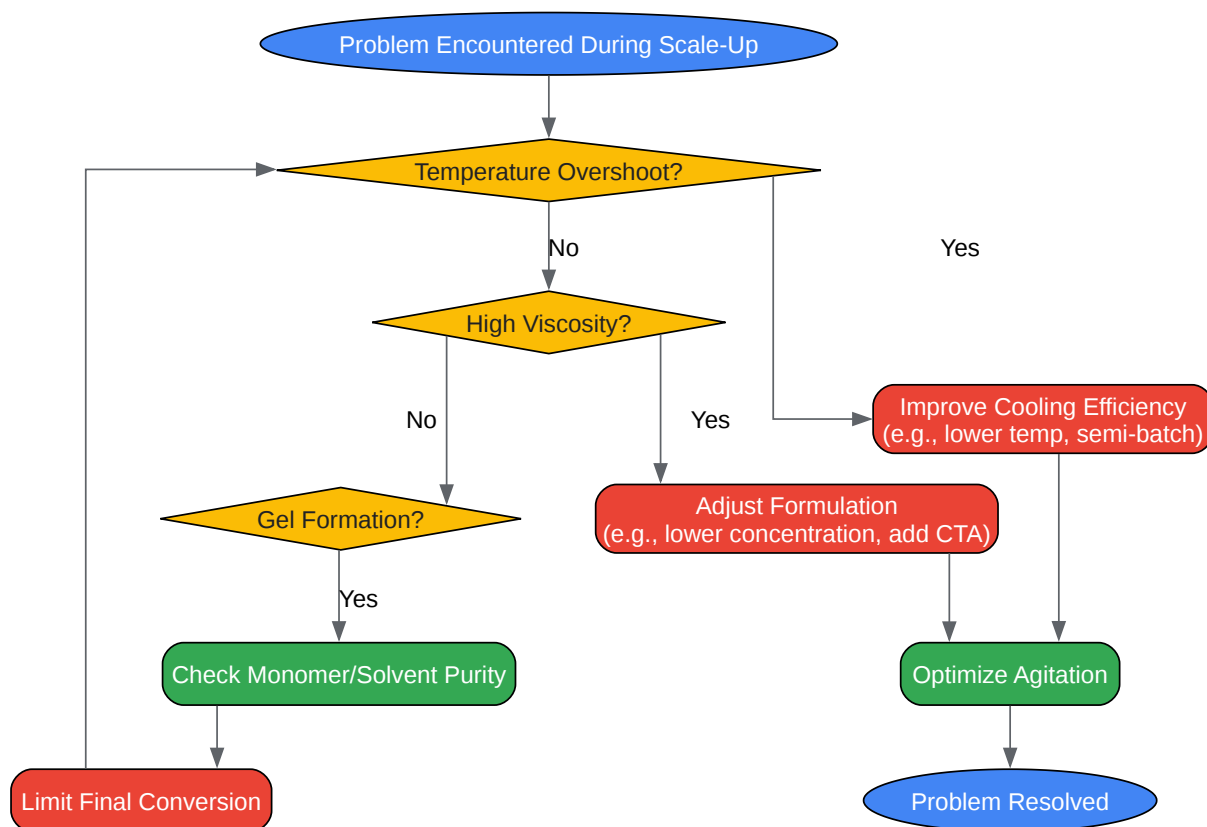 Problem Encountered During Scale-Up
Temperature Overshoot?
No
Yes
High Viscosity?
No
Yes
Improve Cooling Efficiency
(e.g., lower temp, semi-batch)
Adjust Formulation
(e.g., lower concentration, add CTA)
Gel Formation?
Yes
Check Monomer/Solvent Purity
Optimize Agitation
Limit Final Conversion
Problem Resolved